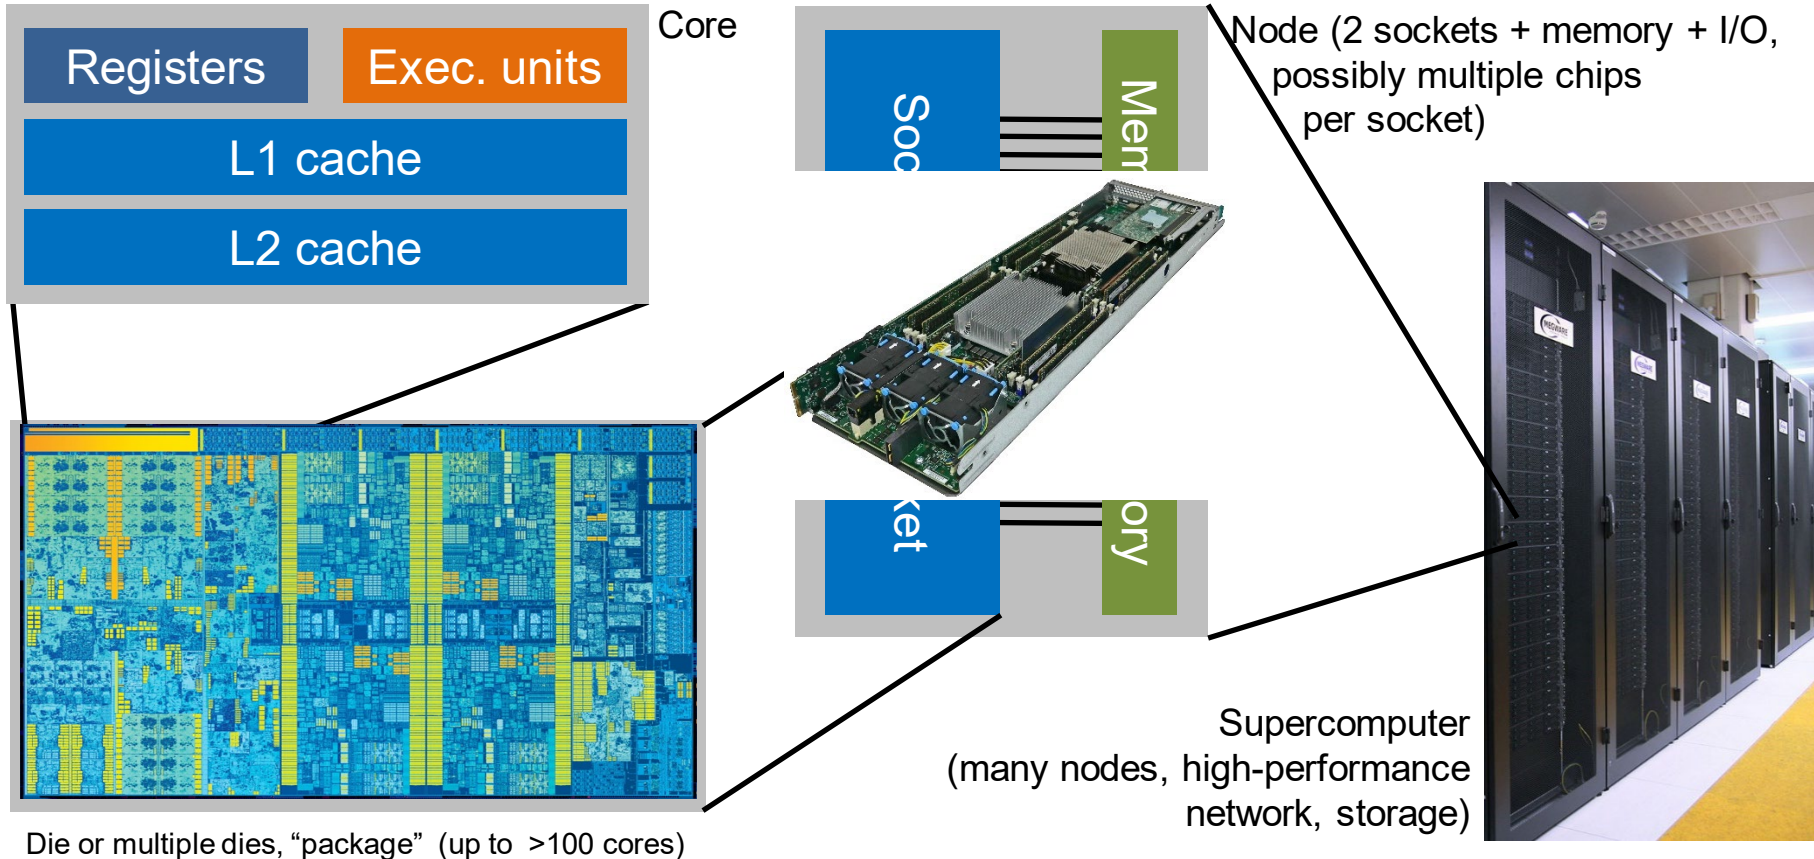 Core
Registers
Exec. units
L1 cache
L2 cache
Soc
Mem
ket
ory
Node (2 sockets + memory + I/O,
possibly multiple chips
per socket)
MEGWARE
Supercomputer
(many nodes, high-performance
network, storage)
Die or multiple dies, “package” (up to >100 cores)